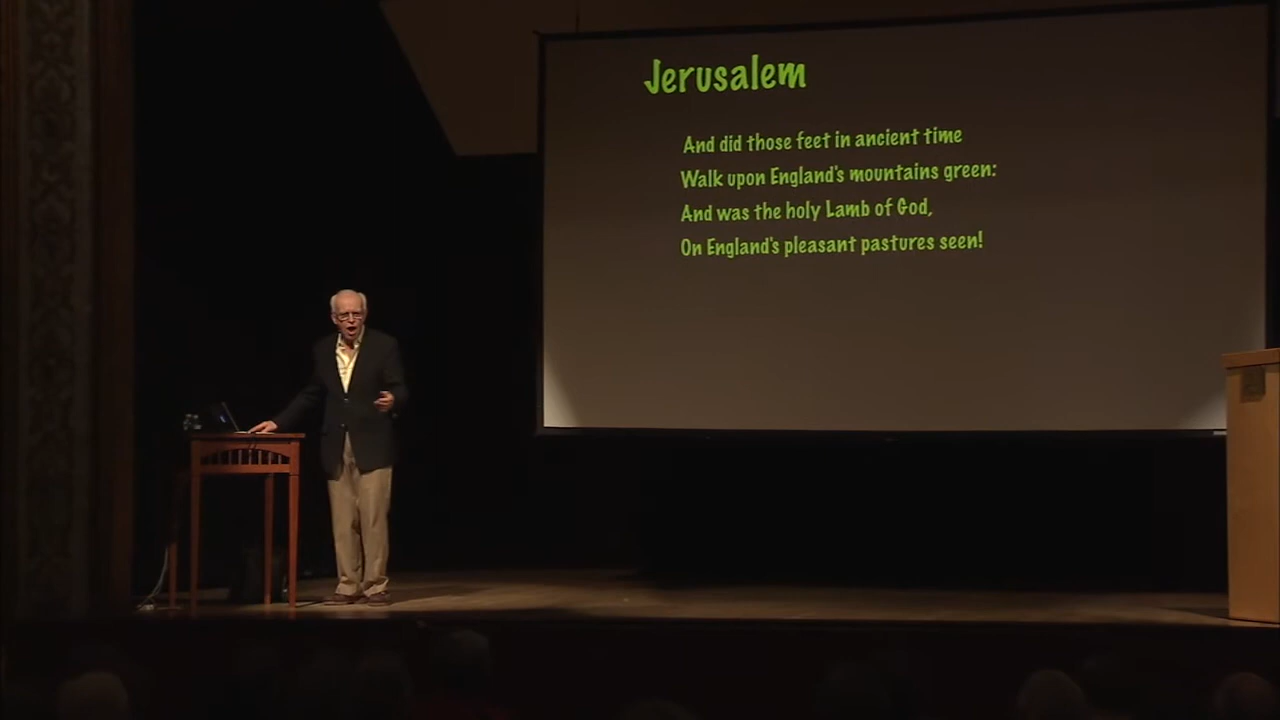 Jerusalem
And did those feet in ancient time
Walk upon England's mountains green:
And was the holy Lamb of God,
On England's pleasant pastures seen!